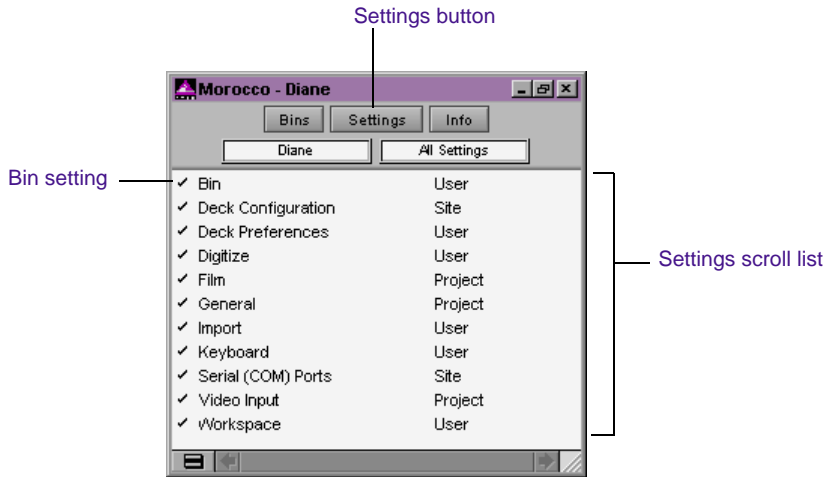 Settings button
Morocco - Diane
Bins Settings Info
Diane All Settings
Bin setting
Bin User
Deck Configuration Site
Deck Preferences User
Digitize User
Film Project
General Project
Import User
Keyboard User
Serial (COM) Ports Site
Video Input Project
Workspace User
Settings scroll list